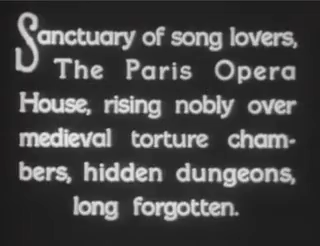 Sanctuary of song lovers,
The Paris Opera
House, rising nobly over
medieval torture cham-
bers, hidden dungeons,
long forgotten.